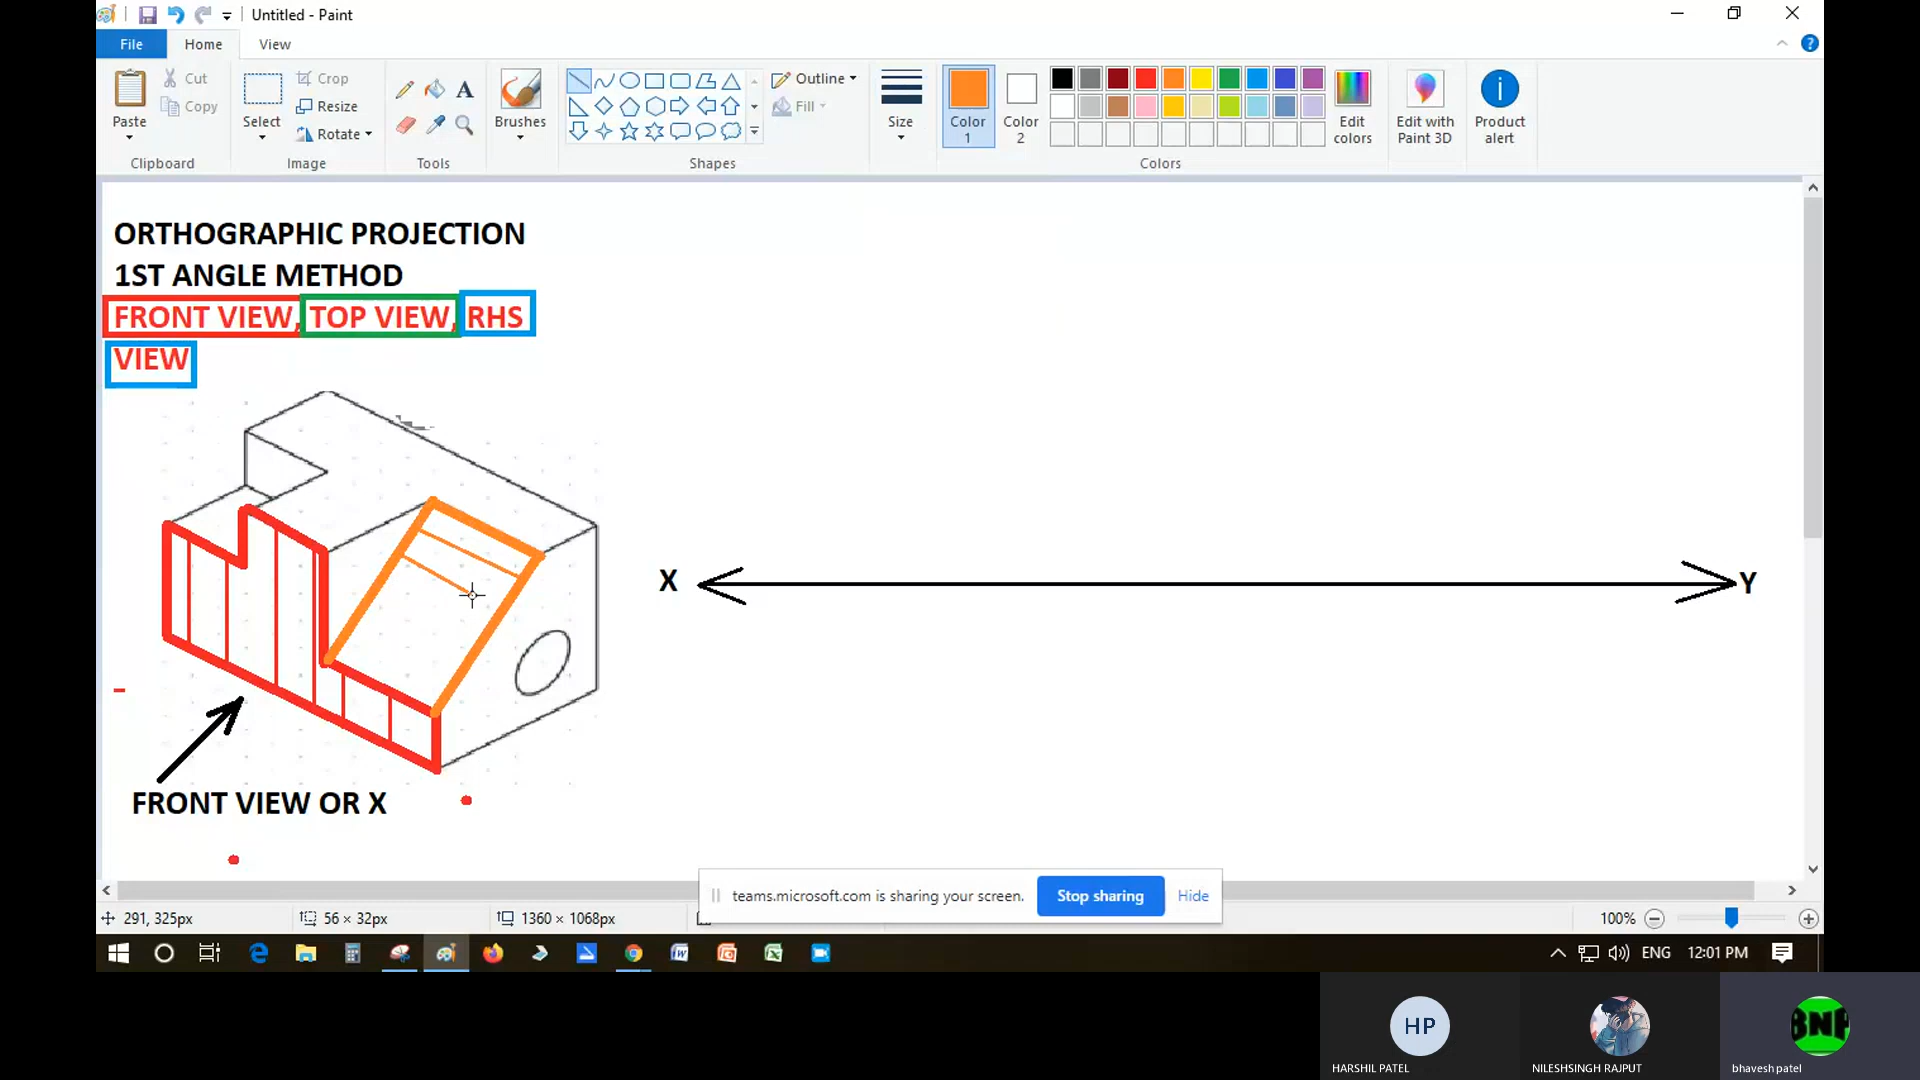 Untitled - Paint
File Home View
Paste
Cut
Copy
Clipboard
Select
Crop
Resize
Rotate
Image
A
Tools
Brushes
Shapes
Outline
Fill
Size
Color 1
Color 2
Colors
Edit colors
Edit with Paint 3D
Product alert
ORTHOGRAPHIC PROJECTION
1ST ANGLE METHOD
FRONT VIEW, TOP VIEW, RHS
VIEW
X
Y
FRONT VIEW OR X
teams.microsoft.com is sharing your screen. Stop sharing Hide
291, 325px 56 × 32px 1360 × 1068px 100%
ENG 12:01 PM
HP
BNP
HARSHIL PATEL NILESHSINGH RAJPUT bhavesh patel